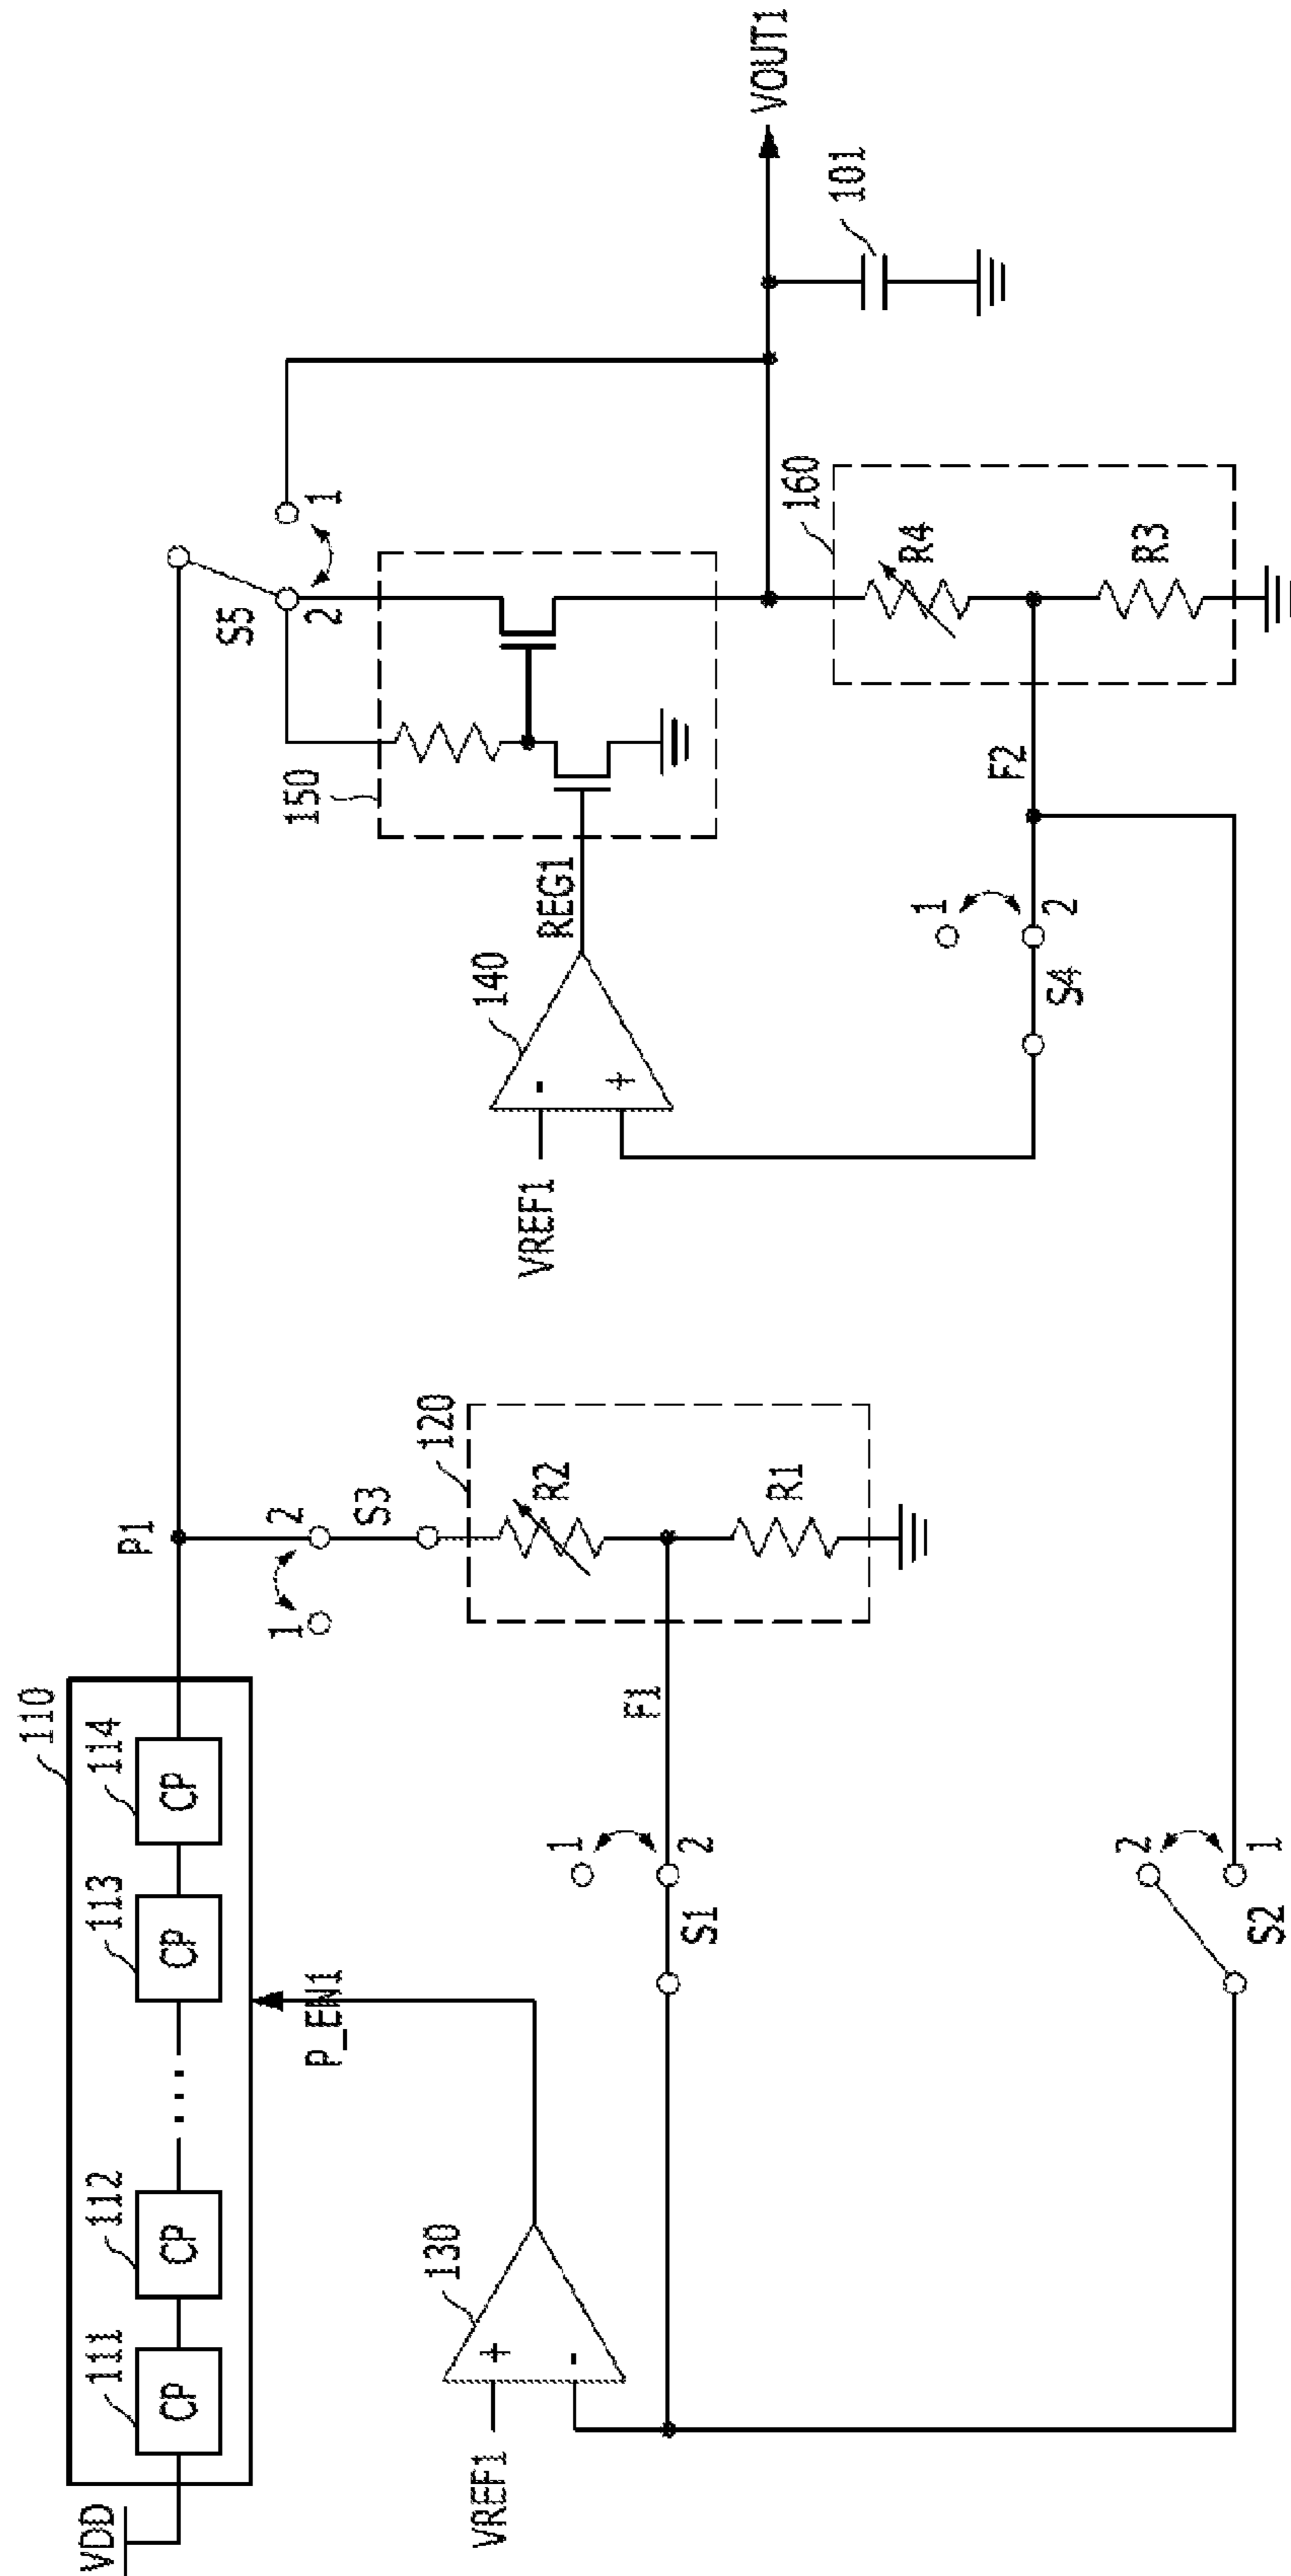 VDD
110
111
112
113
114
CP
CP
...
CP
CP
P1
P_EN1
1
2
S3
120
R2
R1
S5
2
1
150
VOUT1
101
130
VREF1
+
-
F1
1
2
S1
140
VREF1
-
+
REG1
160
R4
R3
F2
1
2
S4
2
1
S2